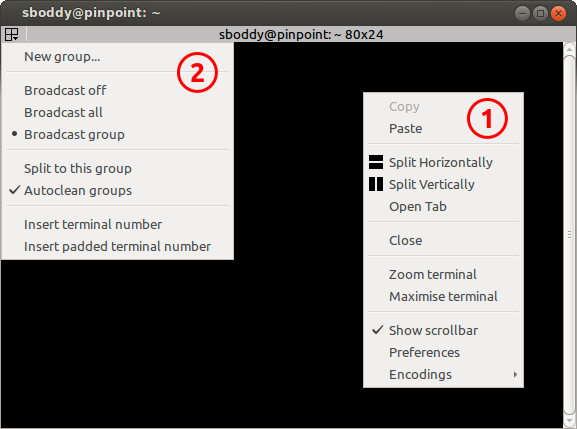 sboddy@pinpoint: ~
sboddy@pinpoint: ~ 80x24
New group...
2
Broadcast off
Broadcast all
Broadcast group
Split to this group
Autoclean groups
Insert terminal number
Insert padded terminal number
Copy
1
Paste
Split Horizontally
Split Vertically
Open Tab
Close
Zoom terminal
Maximise terminal
Show scrollbar
Preferences
Encodings